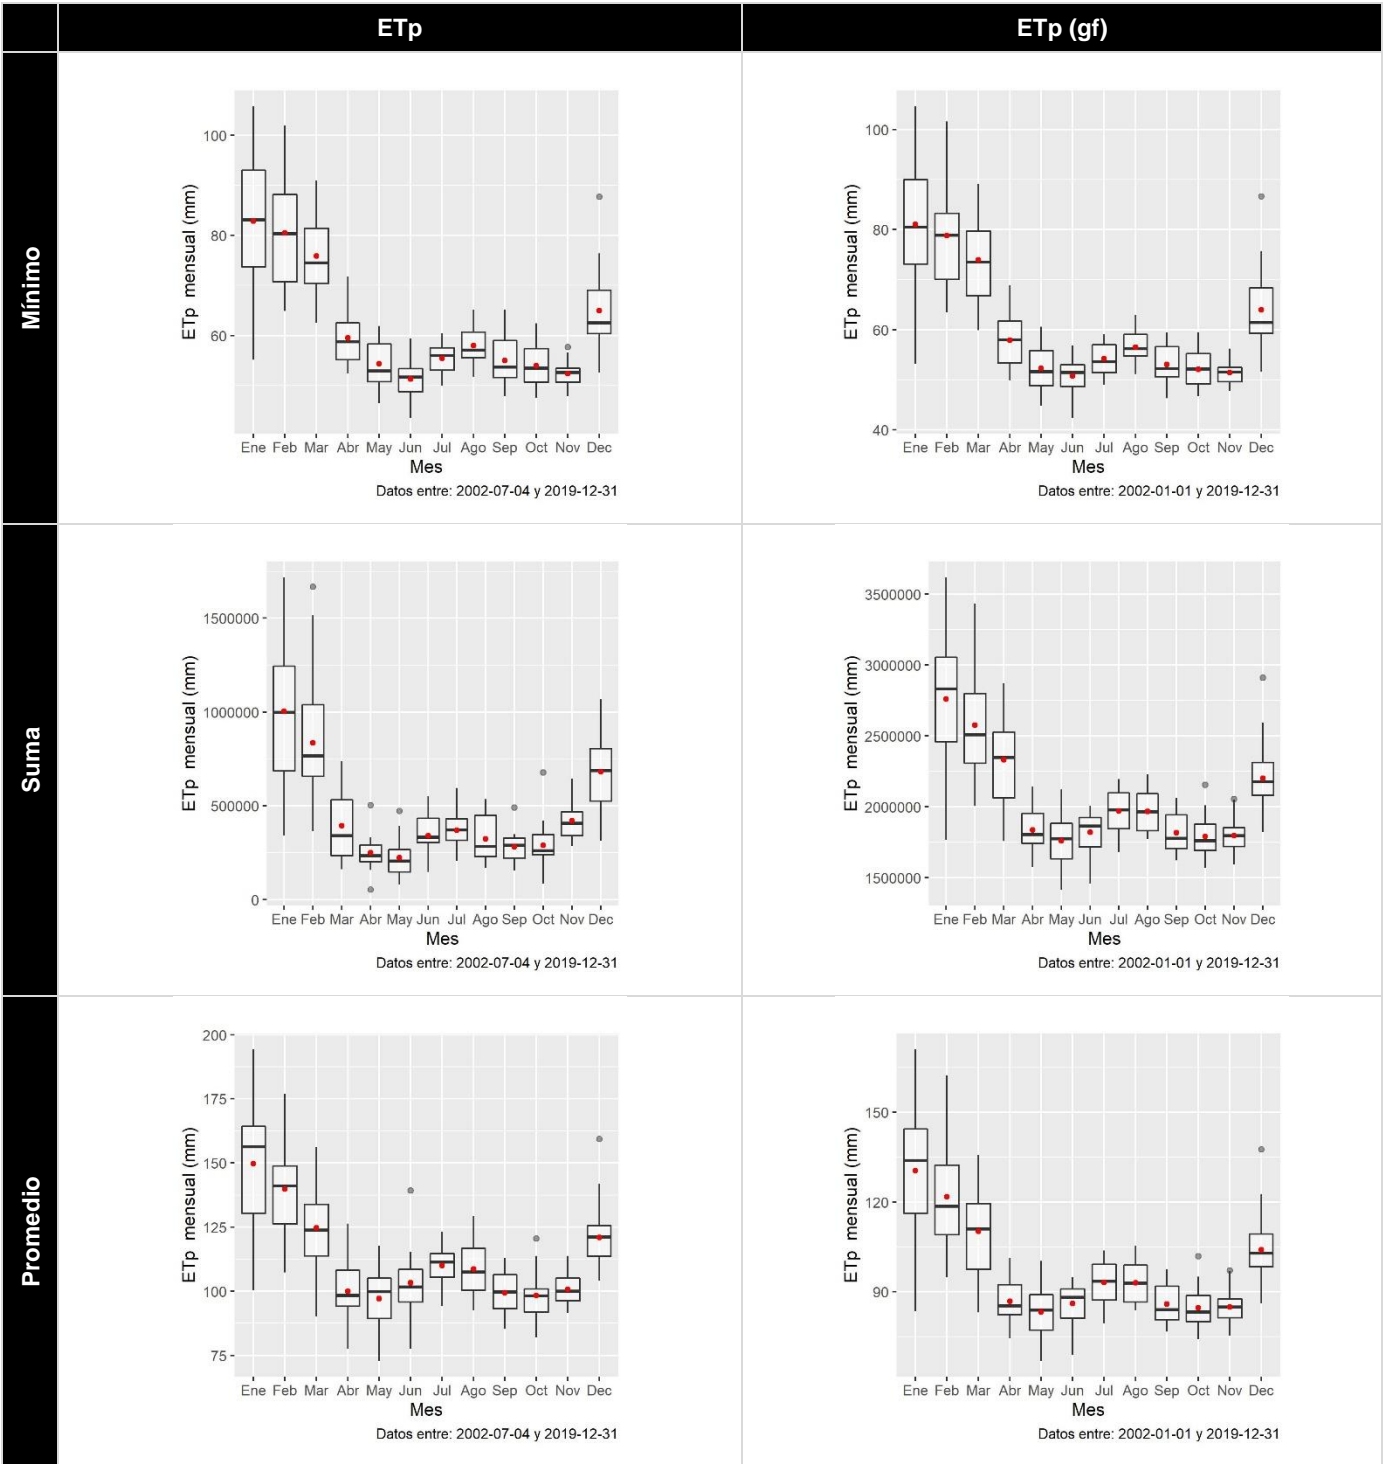 ETp
ETp (gf)
Mínimo
ETp mensual (mm)
100
80
60
Ene Feb Mar Abr May Jun Jul Ago Sep Oct Nov Dec
Mes
Datos entre: 2002-07-04 y 2019-12-31
ETp mensual (mm)
100
80
60
40
Ene Feb Mar Abr May Jun Jul Ago Sep Oct Nov Dec
Mes
Datos entre: 2002-01-01 y 2019-12-31
Suma
ETp mensual (mm)
1500000
1000000
500000
0
Ene Feb Mar Abr May Jun Jul Ago Sep Oct Nov Dec
Mes
Datos entre: 2002-07-04 y 2019-12-31
ETp mensual (mm)
3500000
3000000
2500000
2000000
1500000
Ene Feb Mar Abr May Jun Jul Ago Sep Oct Nov Dec
Mes
Datos entre: 2002-01-01 y 2019-12-31
Promedio
ETp mensual (mm)
200
175
150
125
100
75
Ene Feb Mar Abr May Jun Jul Ago Sep Oct Nov Dec
Mes
Datos entre: 2002-07-04 y 2019-12-31
ETp mensual (mm)
150
120
90
Ene Feb Mar Abr May Jun Jul Ago Sep Oct Nov Dec
Mes
Datos entre: 2002-01-01 y 2019-12-31